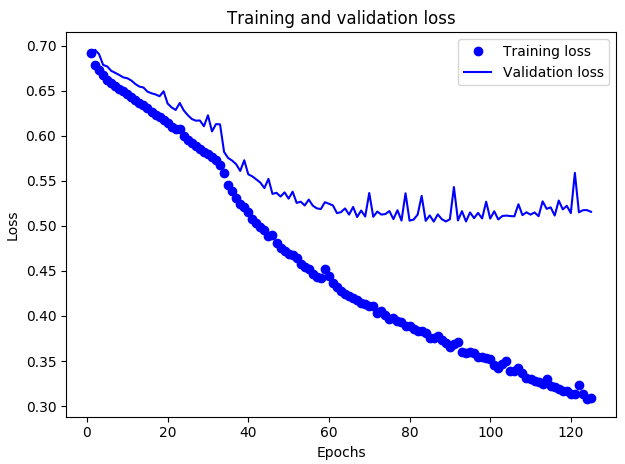 Training and validation loss
Training loss
Validation loss
0.70
0.65
0.60
0.55
0.50
0.45
0.40
0.35
0.30
Loss
0 20 40 60 80 100 120
Epochs